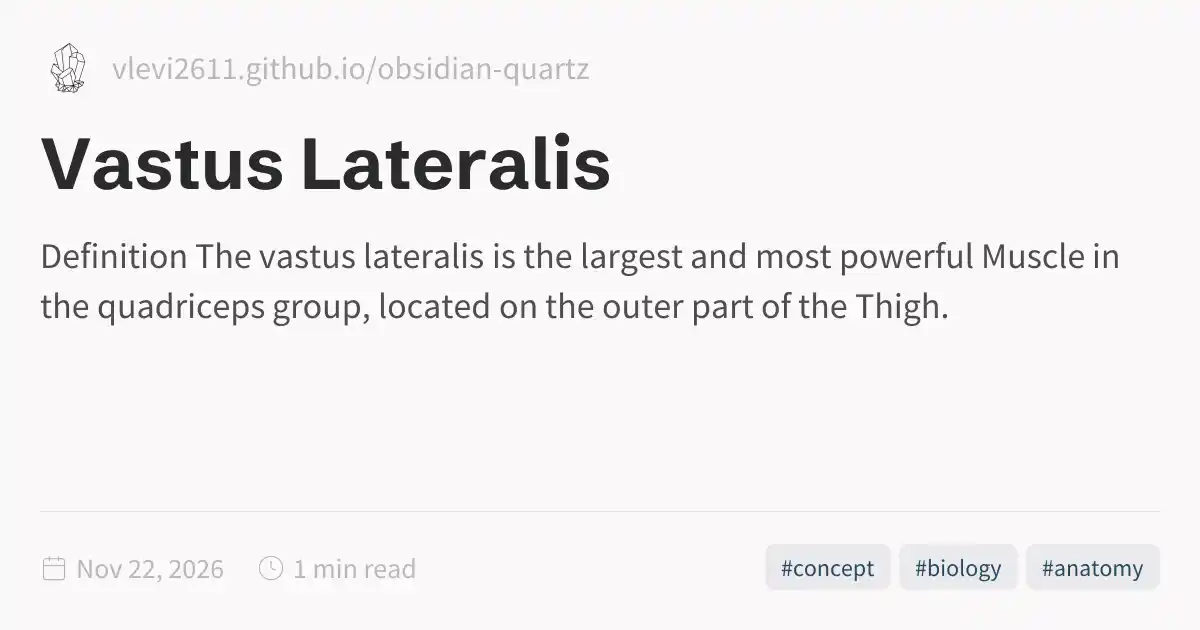 vlevi2611.github.io/obsidian-quartz
Vastus Lateralis
Definition The vastus lateralis is the largest and most powerful Muscle in
the quadriceps group, located on the outer part of the Thigh.
Nov 22, 2026 1 min read #concept #biology #anatomy